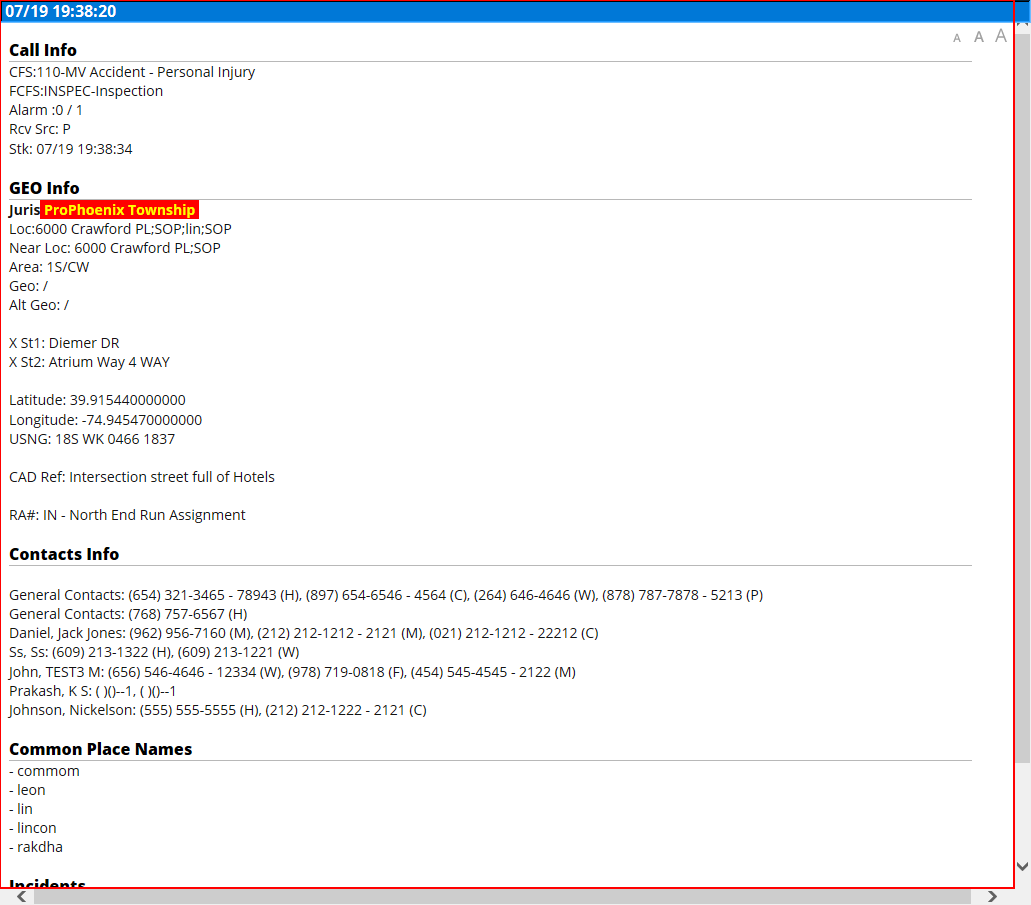 07/19 19:38:20
A A A
Call Info
CFS:110-MV Accident - Personal Injury
FCFS:INSPEC-Inspection
Alarm :0 / 1
Rcv Src: P
Stk: 07/19 19:38:34
GEO Info
Juris ProPhoenix Township
Loc:6000 Crawford PL;SOP;lin;SOP
Near Loc: 6000 Crawford PL;SOP
Area: 1S/CW
Geo: /
Alt Geo: /
X St1: Diemer DR
X St2: Atrium Way 4 WAY
Latitude: 39.915440000000
Longitude: -74.945470000000
USNG: 18S WK 0466 1837
CAD Ref: Intersection street full of Hotels
RA#: IN - North End Run Assignment
Contacts Info
General Contacts: (654) 321-3465 - 78943 (H), (897) 654-6546 - 4564 (C), (264) 646-4646 (W), (878) 787-7878 - 5213 (P)
General Contacts: (768) 757-6567 (H)
Daniel, Jack Jones: (962) 956-7160 (M), (212) 212-1212 - 2121 (M), (021) 212-1212 - 22212 (C)
Ss, Ss: (609) 213-1322 (H), (609) 213-1221 (W)
John, TEST3 M: (656) 546-4646 - 12334 (W), (978) 719-0818 (F), (454) 545-4545 - 2122 (M)
Prakash, K S: ( )()--1, ( )()--1
Johnson, Nickelson: (555) 555-5555 (H), (212) 212-1222 - 2121 (C)
Common Place Names
- commom
- leon
- lin
- lincon
- rakdha
Incidents